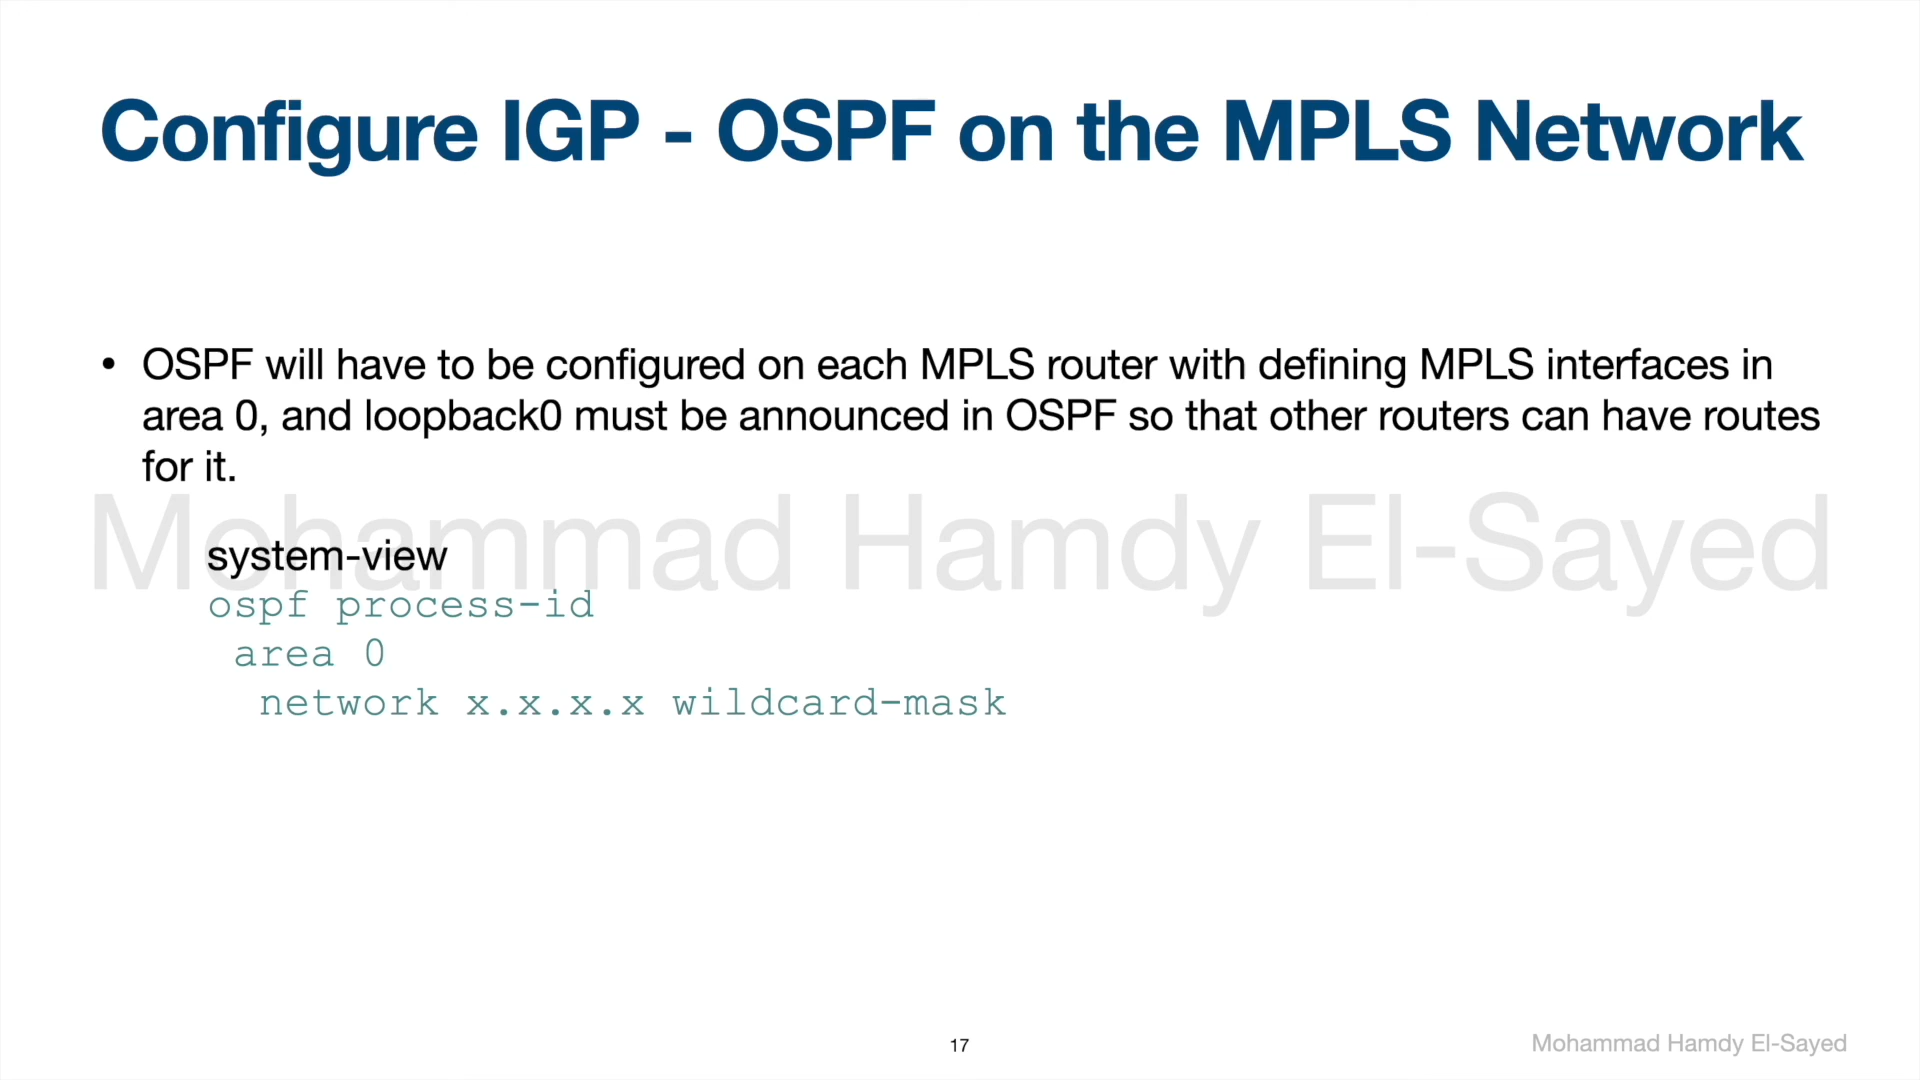 Configure IGP - OSPF on the MPLS Network
• OSPF will have to be configured on each MPLS router with defining MPLS interfaces in
area 0, and loopback0 must be announced in OSPF so that other routers can have routes
for it.
Mohammad Hamdy El-Sayed
system-view
ospf process-id
area 0
network x.x.x.x wildcard-mask
17
Mohammad Hamdy El-Sayed